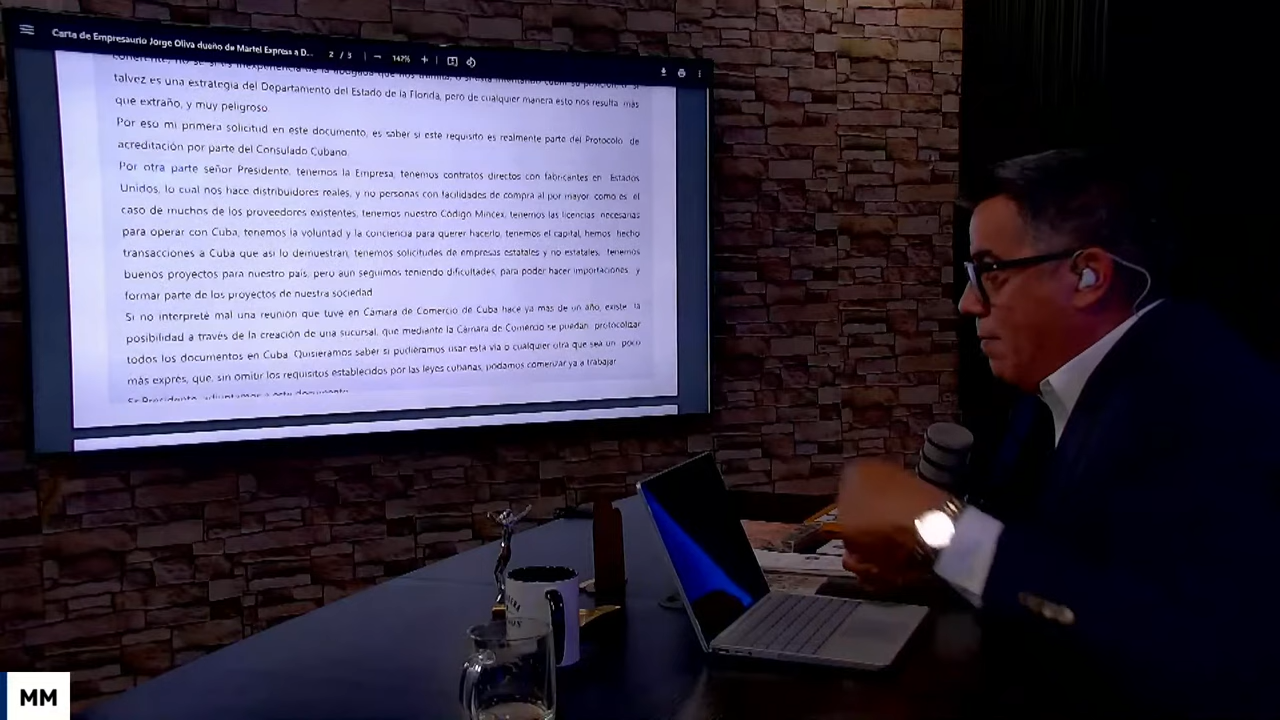 Carta de Empresaurio Jorge Oliva dueño de Martel Express a D...
2 / 3
147%
talvez es una estrategia del Departamento del Estado de la Florida, pero de cualquier manera esto nos resulta más
que extraño, y muy peligroso
Por eso mi primera solicitud en este documento, es saber si este requisito es realmente parte del Protocolo de
acreditación por parte del Consulado Cubano
Por otra parte señor Presidente, tenemos la Empresa, tenemos contratos directos con fabricantes en Estados
Unidos, lo cual nos hace distribuidores reales, y no personas con facilidades de compra al por mayor como es el
caso de muchos de los proveedores existentes, tenemos nuestro Código Mincex, tenemos las licencias necesarias
para operar con Cuba, tenemos la voluntad y la conciencia para querer hacerlo, tenemos el capital, hemos hecho
transacciones a Cuba que así lo demuestran, tenemos solicitudes de empresas estatales y no estatales, tenemos
buenos proyectos para nuestro país, pero aun seguimos teniendo dificultades, para poder hacer importaciones y
formar parte de los proyectos de nuestra sociedad
Si no interpreté mal una reunión que tuve en Cámara de Comercio de Cuba hace ya más de un año, existe la
posibilidad a través de la creación de una sucursal, que mediante la Cámara de Comercio se puedan protocolizar
todos los documentos en Cuba. Quisiéramos saber si pudiéramos usar esta vía o cualquier otra que sea un poco
más exprés, que, sin omitir los requisitos establecidos por las leyes cubanas, podamos comenzar ya a trabajar
MM